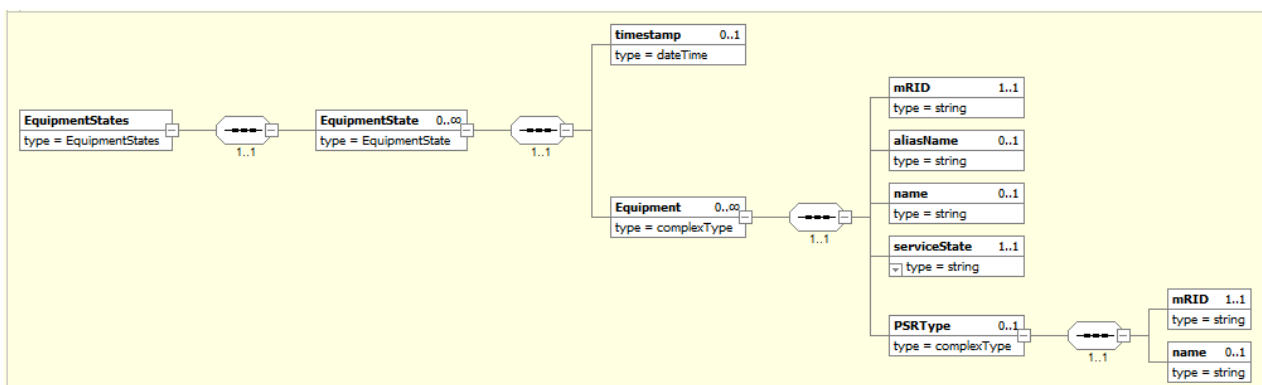 timestamp 0..1
type = dateTime
mRID 1..1
type = string
EquipmentStates
type = EquipmentStates
1..1
EquipmentState 0..∞
type = EquipmentState
1..1
aliasName 0..1
type = string
name 0..1
type = string
Equipment 0..∞
type = complexType
1..1
serviceState 1..1
type = string
PSRType 0..1
type = complexType
1..1
mRID 1..1
type = string
name 0..1
type = string